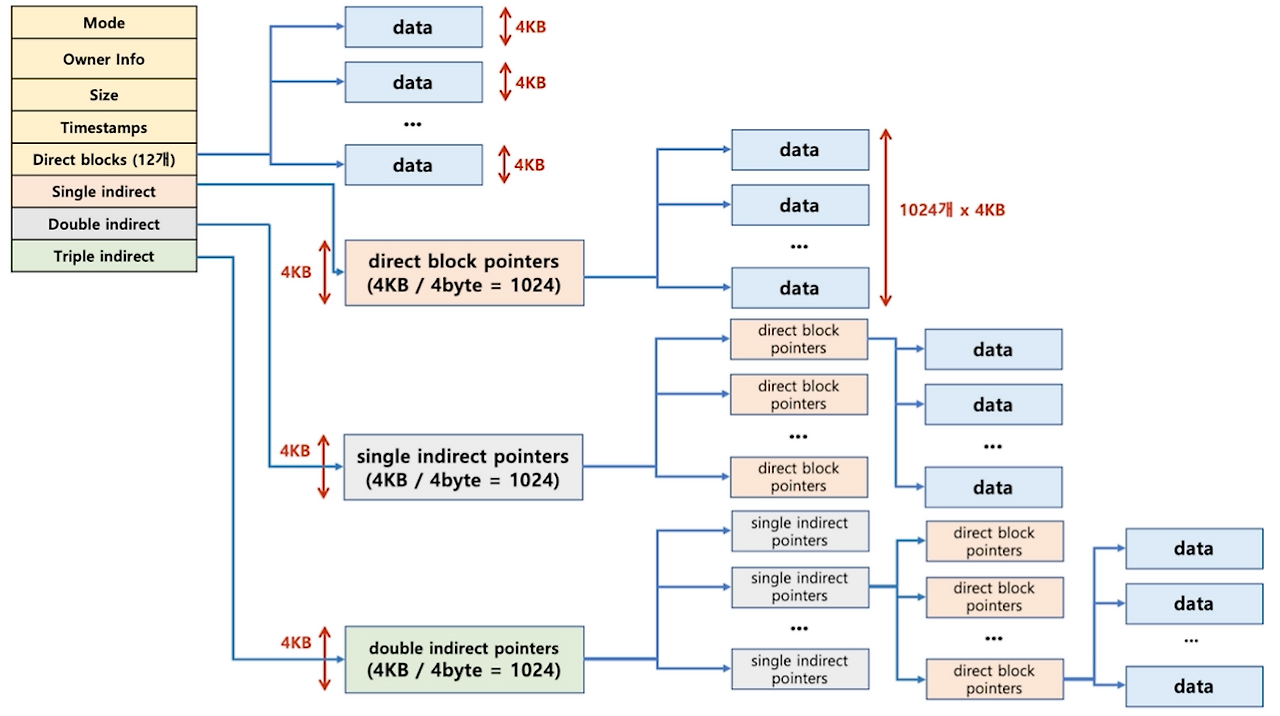 Mode
Owner Info
Size
Timestamps
Direct blocks (12개)
Single indirect
Double indirect
Triple indirect
data
4KB
data
4KB
...
data
4KB
4KB
direct block pointers
(4KB / 4byte = 1024)
data
data
...
data
1024개 x 4KB
4KB
single indirect pointers
(4KB / 4byte = 1024)
direct block
pointers
direct block
pointers
...
direct block
pointers
data
data
...
data
4KB
double indirect pointers
(4KB / 4byte = 1024)
single indirect
pointers
single indirect
pointers
...
single indirect
pointers
direct block
pointers
direct block
pointers
...
direct block
pointers
data
data
...
data